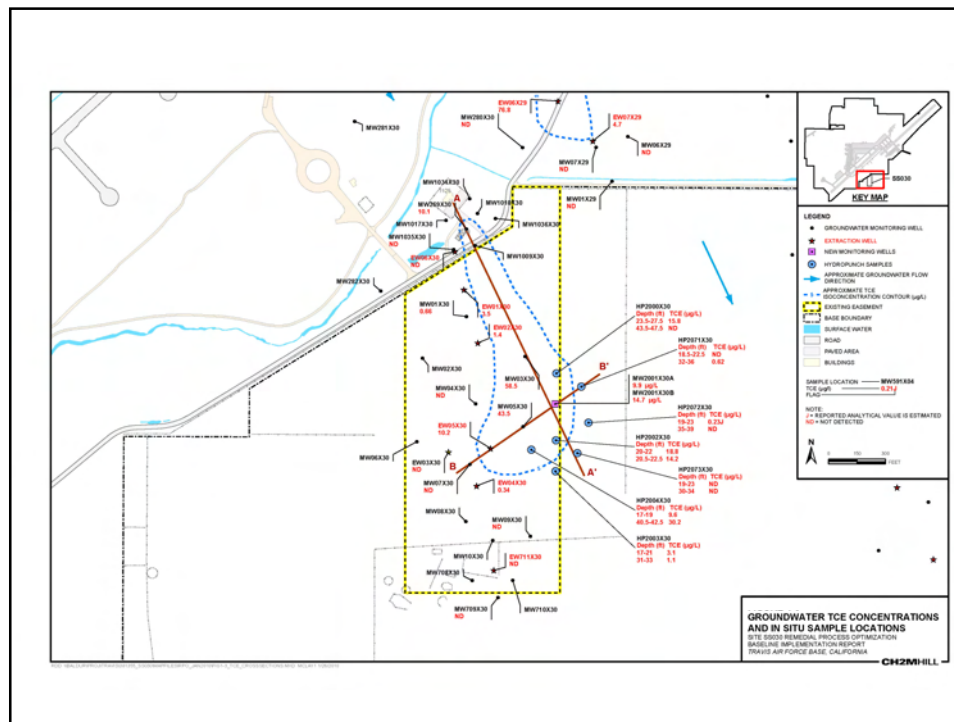 EW06X29
76.8
MW280X30
ND
EW07X29
4.7
MW281X30
MW06X29
ND
MW07X29
ND
MW01X29
ND
MW1034X30
A
MW269X30
10.1
MW1017X30
ND
MW1035X30
ND
EW06X30
ND
MW1036X30
MW1009X30
MW282X30
MW01X30
0.66
EW01X30
3.5
EW02X30
1.4
MW02X30
MW04X30
ND
MW03X30
58.5
MW05X30
43.5
EW05X30
10.2
MW06X30
EW03X30
ND
B
MW07X30
ND
EW04X30
0.34
B'
A'
MW08X30
MW09X30
ND
MW10X30
EW711X30
ND
MW709X30
ND
MW710X30
HP2000X30
Depth (ft) TCE (µg/L)
23.5-27.5 15.8
43.5-47.5 ND
HP2071X30
Depth (ft) TCE (µg/L)
18.5-22.5 ND
32-36 0.62
MW2001X30A
9.9 µg/L
MW2001X30B
14.7 µg/L
HP2072X30
Depth (ft) TCE (µg/L)
19-23 0.23J
HP2002X30
Depth (ft) TCE (µg/L)
20-22 18.8
20.5-22.5 14.2
HP2073X30
Depth (ft) TCE (µg/L)
19-23 ND
30-34 ND
HP2004X30
Depth (ft) TCE (µg/L)
17-19 9.6
40.5-42.5 30.2
HP2003X30
Depth (ft) TCE (µg/L)
17-21 3.1
31-33 1.1
SS030
KEY MAP
LEGEND
GROUNDWATER MONITORING WELL
EXTRACTION WELL
NEW MONITORING WELLS
HYDROPUNCH SAMPLES
APPROXIMATE GROUNDWATER FLOW
DIRECTION
APPROXIMATE TCE
ISOCONCENTRATION CONTOUR (µg/L)
EXISTING EASEMENT
BASE BOUNDARY
SURFACE WATER
ROAD
PAVED AREA
BUILDINGS
SAMPLE LOCATION MW591X04
TCE (µg/l) 0.21J
FLAG
NOTE:
J = REPORTED ANALYTICAL VALUE IS ESTIMATED
ND = NOT DETECTED
N
FEET
GROUNDWATER TCE CONCENTRATIONS
AND IN SITU SAMPLE LOCATIONS
SITE SS030 REMEDIAL PROCESS OPTIMIZATION
BASELINE IMPLEMENTATION REPORT
TRAVIS AIR FORCE BASE, CALIFORNIA
CH2MHILL